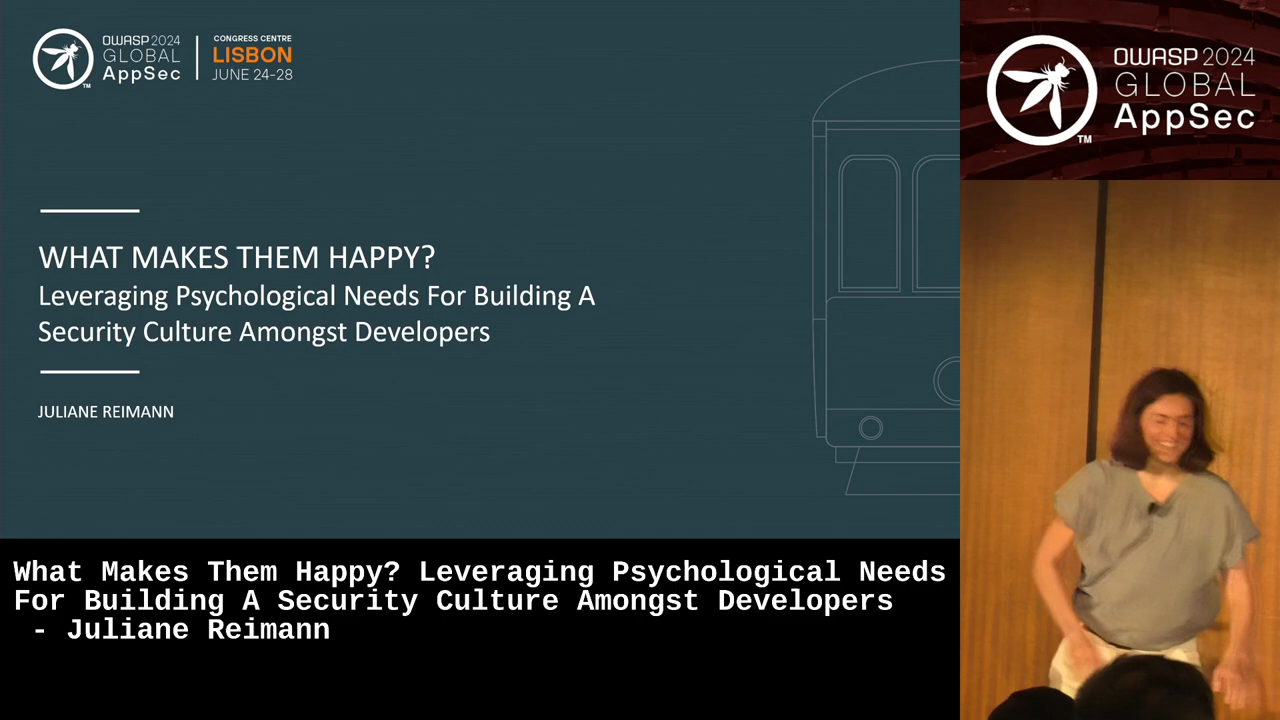 OWASP 2024
GLOBAL
AppSec
TM
CONGRESS CENTRE
LISBON
JUNE 24-28
WHAT MAKES THEM HAPPY?
Leveraging Psychological Needs For Building A
Security Culture Amongst Developers
JULIANE REIMANN
What Makes Them Happy? Leveraging Psychological Needs
For Building A Security Culture Amongst Developers
- Juliane Reimann
OWASP 2024
GLOBAL
AppSec
TM